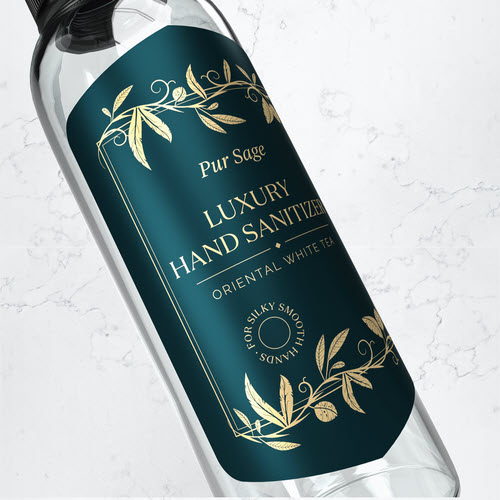 Pur Sage
LUXURY
HAND SANITIZER
ORIENTAL WHITE TEA
FOR SILKY SMOOTH HANDS •